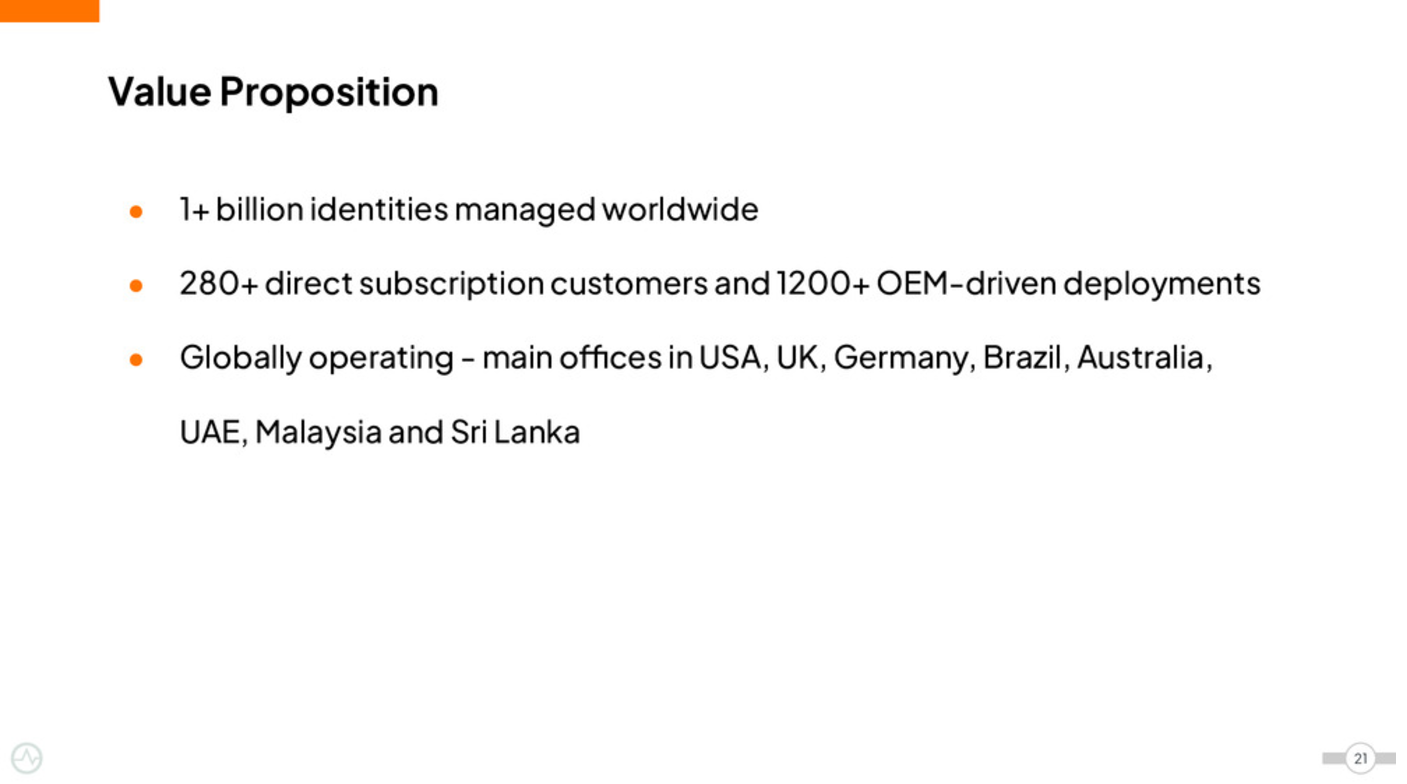 Value Proposition
1+ billion identities managed worldwide
280+ direct subscription customers and 1200+ OEM-driven deployments
Globally operating - main offices in USA, UK, Germany, Brazil, Australia,
UAE, Malaysia and Sri Lanka
21